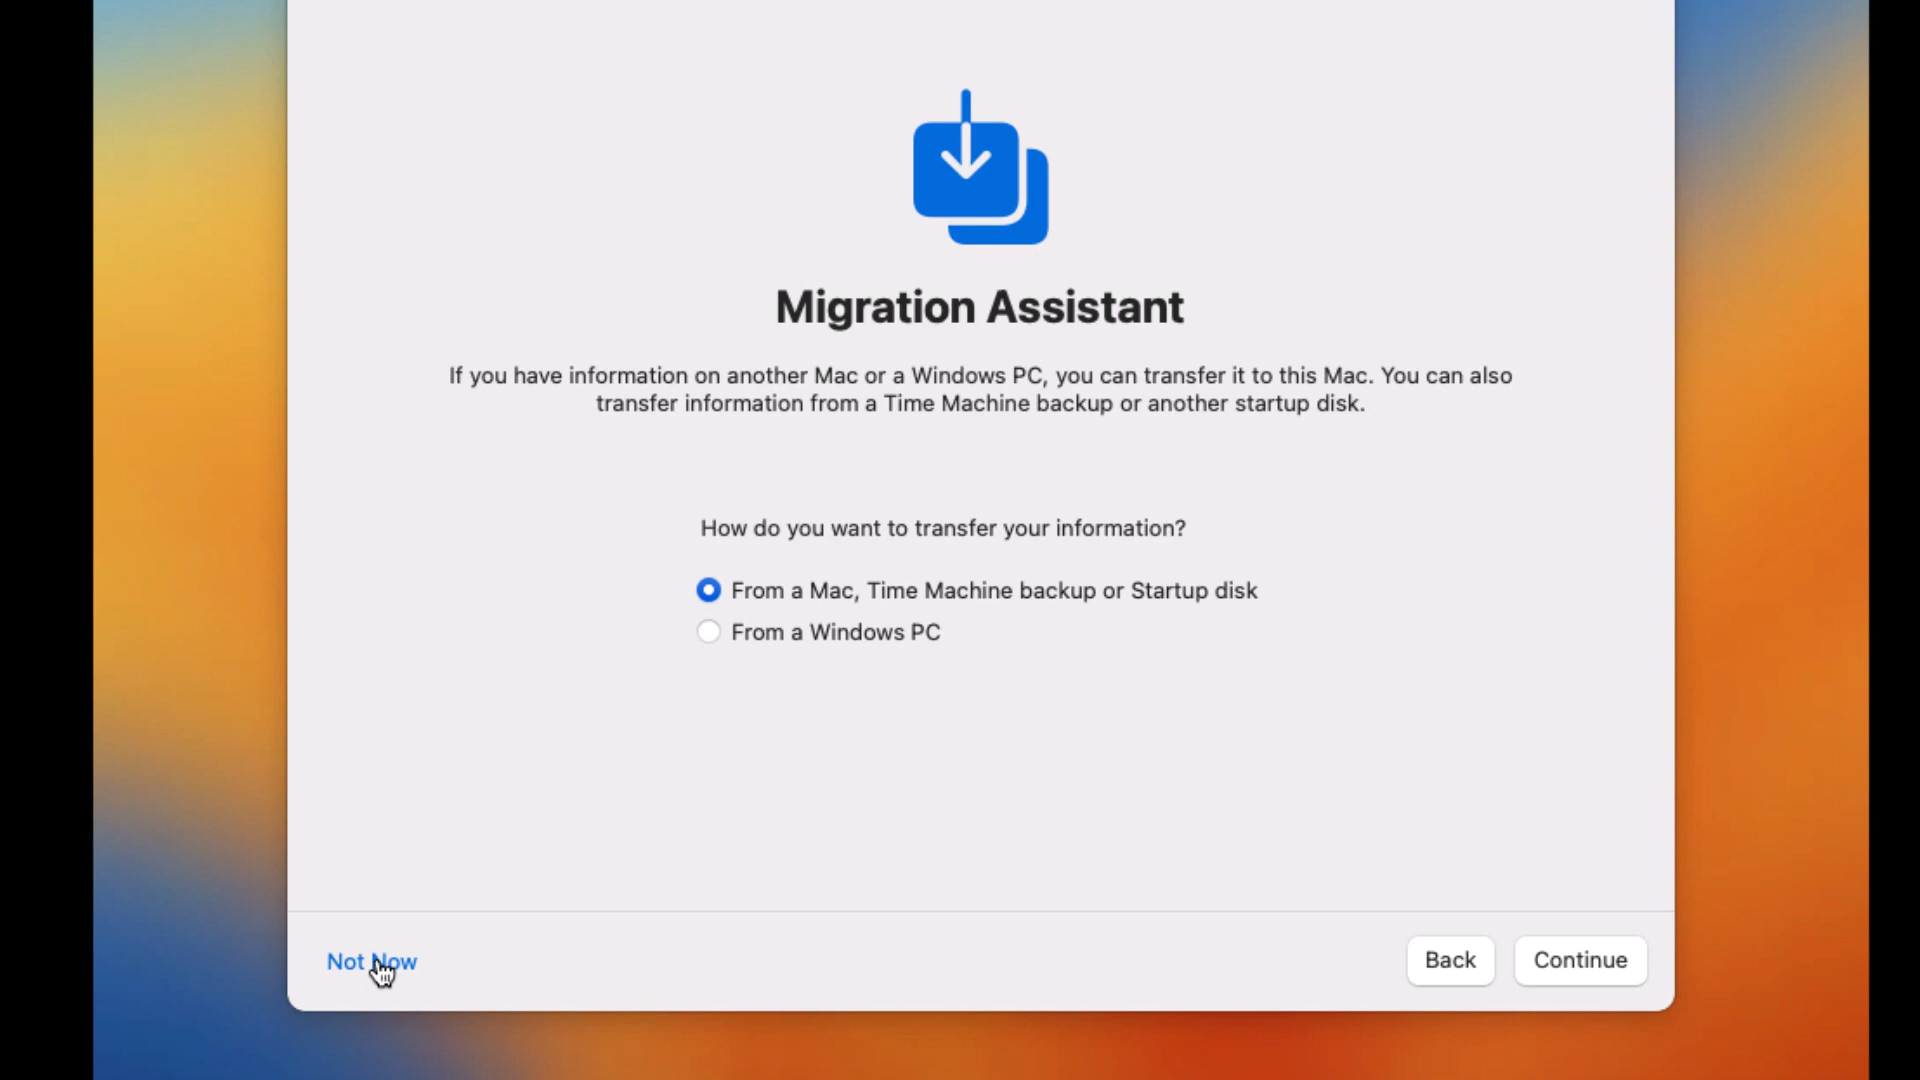 Migration Assistant
If you have information on another Mac or a Windows PC, you can transfer it to this Mac. You can also
transfer information from a Time Machine backup or another startup disk.
How do you want to transfer your information?
From a Mac, Time Machine backup or Startup disk
From a Windows PC
Not Now
Back
Continue